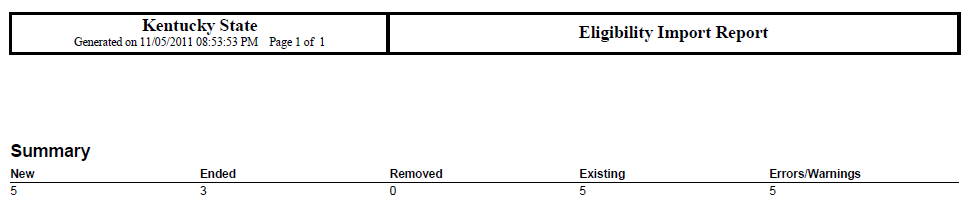 Kentucky State
Generated on 11/05/2011 08:53:53 PM Page 1 of 1
Eligibility Import Report
Summary
New Ended Removed Existing Errors/Warnings
5 3 0 5 5